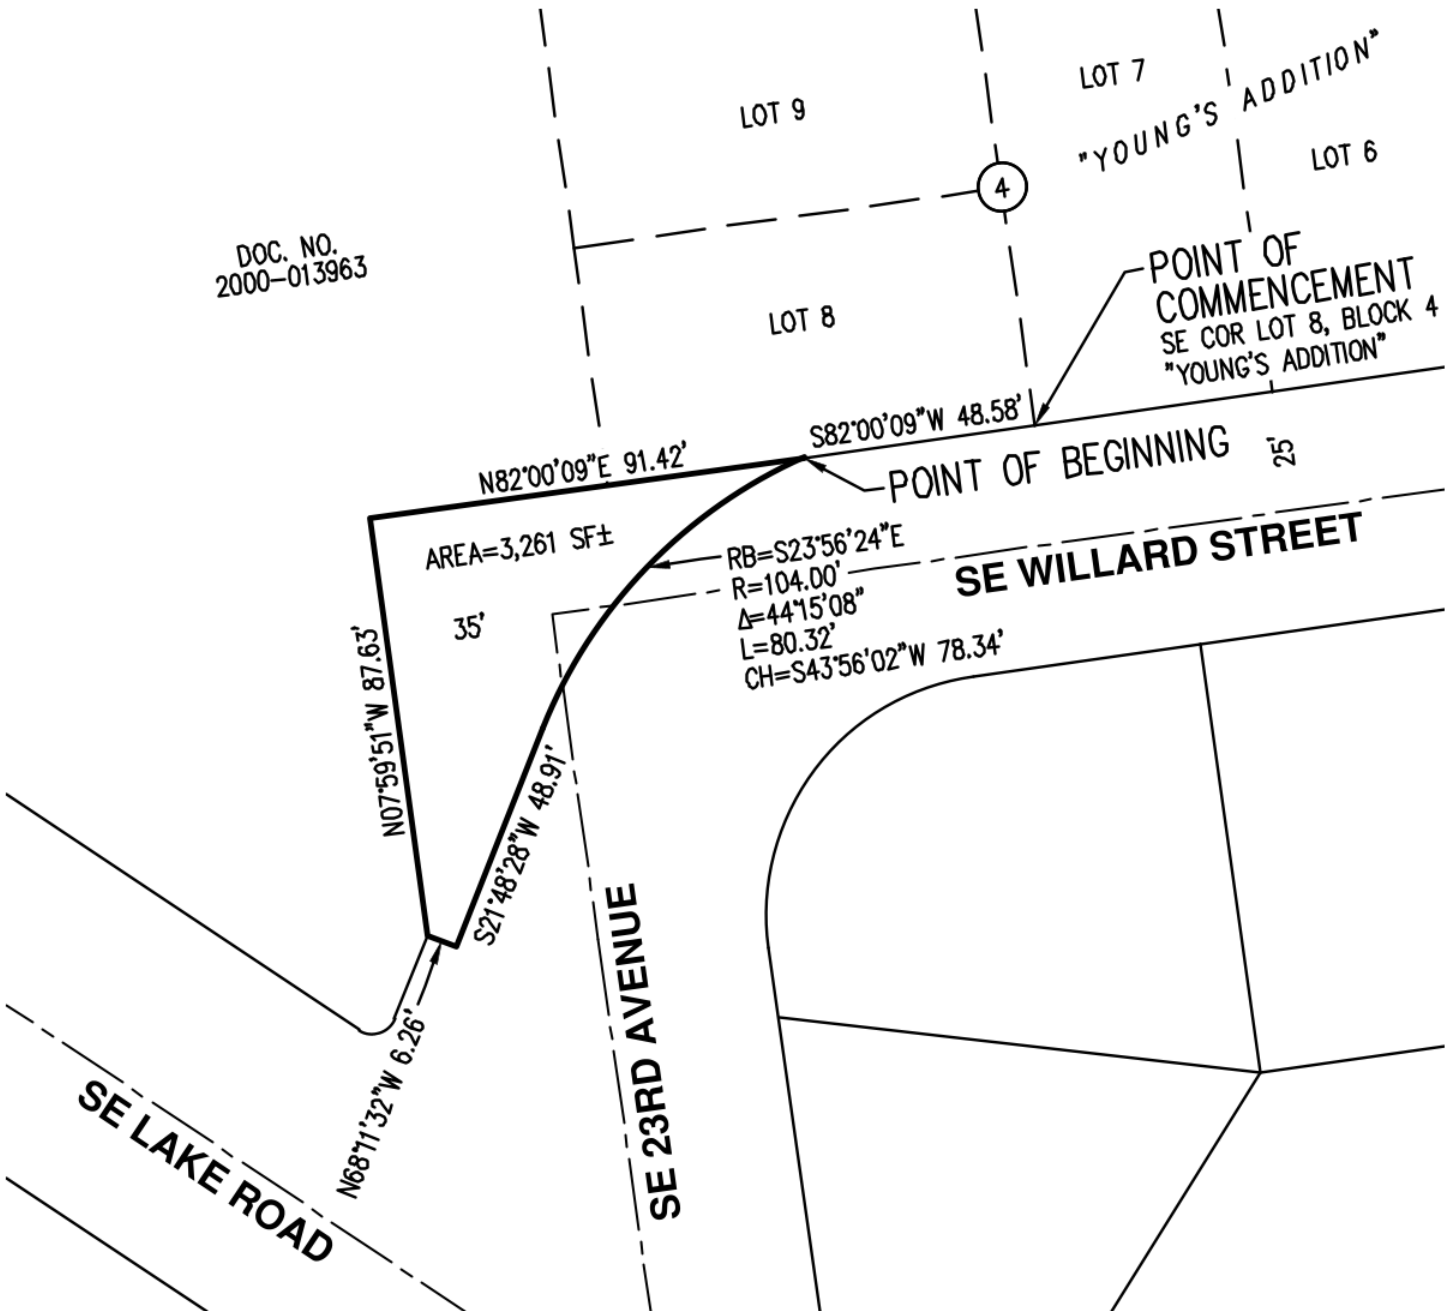 LOT 7
"YOUNG'S ADDITION"
LOT 9
LOT 6
4
DOC. NO.
2000-013963
LOT 8
POINT OF
COMMENCEMENT
SE COR LOT 8, BLOCK 4
"YOUNG'S ADDITION"
S82°00'09"W 48.58'
N82°00'09"E 91.42'
POINT OF BEGINNING
25'
AREA=3,261 SF±
RB=S23°56'24"E
R=104.00'
Δ=44°15'08"
L=80.32'
CH=S43°56'02"W 78.34'
SE WILLARD STREET
35'
N07°59'51"W 87.63'
S21°48'28"W 48.91'
N68°11'32"W 6.26'
SE 23RD AVENUE
SE LAKE ROAD